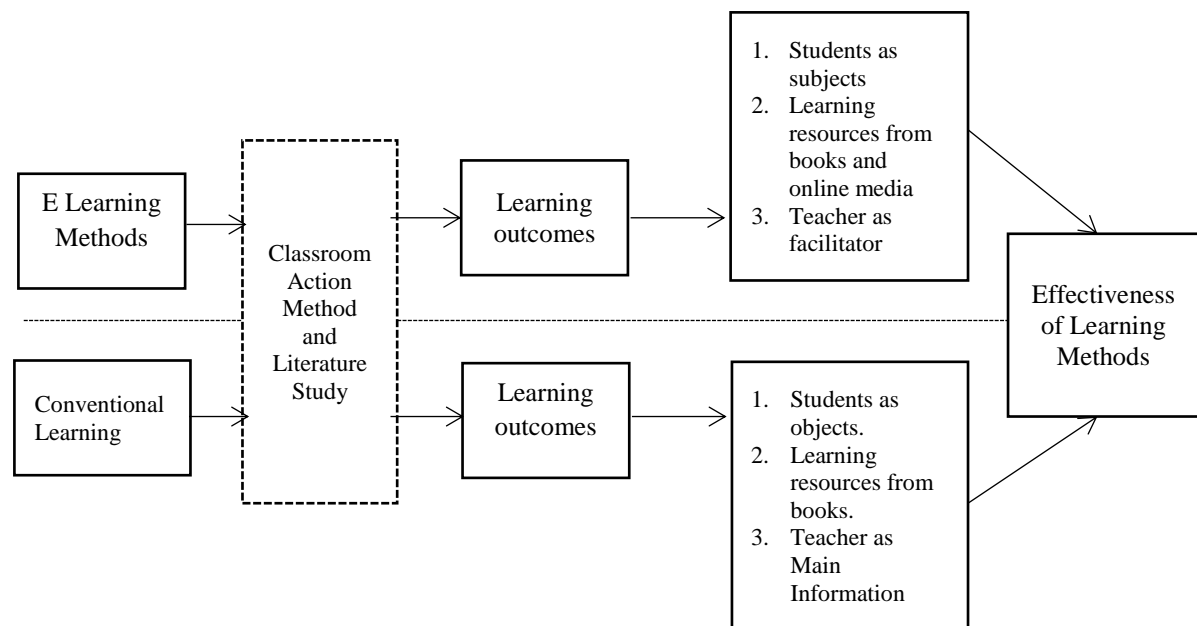 E Learning
Methods
Conventional
Learning
Classroom
Action
Method
and
Literature
Study
Learning
outcomes
Learning
outcomes
1. Students as
subjects
2. Learning
resources from
books and
online media
3. Teacher as
facilitator
1. Students as
objects.
2. Learning
resources from
books.
3. Teacher as
Main
Information
Effectiveness
of Learning
Methods